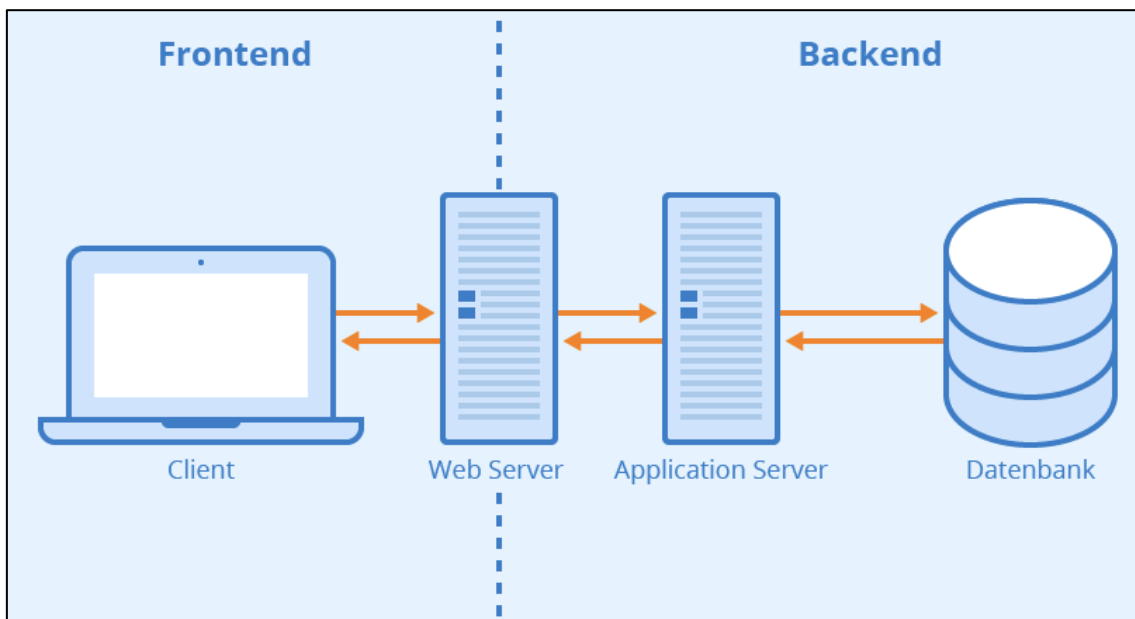 Frontend
Backend
Client
Web Server
Application Server
Datenbank